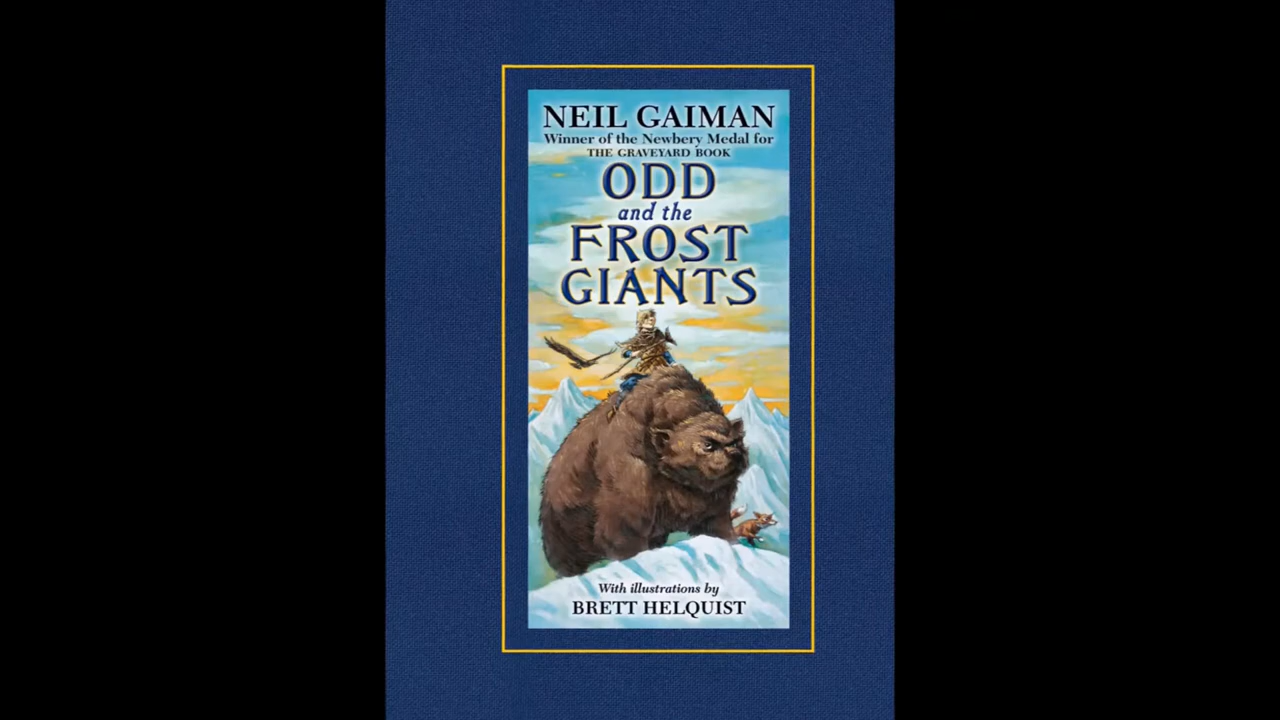 NEIL GAIMAN
Winner of the Newbery Medal for
THE GRAVEYARD BOOK
ODD
and the
FROST
GIANTS
With illustrations by
BRETT HELQUIST